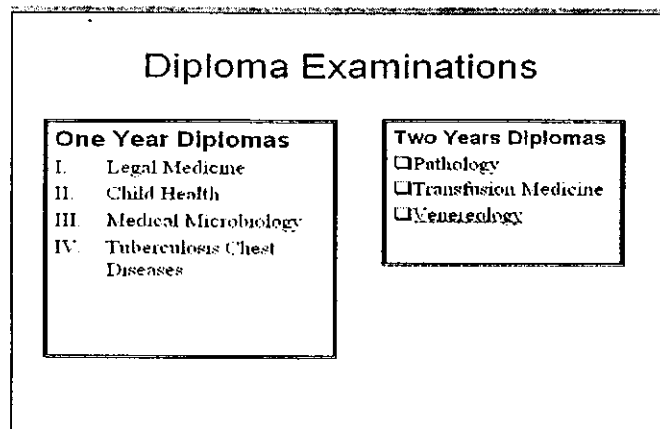 Diploma Examinations
One Year Diplomas
I. Legal Medicine
II. Child Health
III. Medical Microbiology
IV. Tuberculosis Chest
Diseases
Two Years Diplomas
❑Pathology
❑Transfusion Medicine
❑Venereology